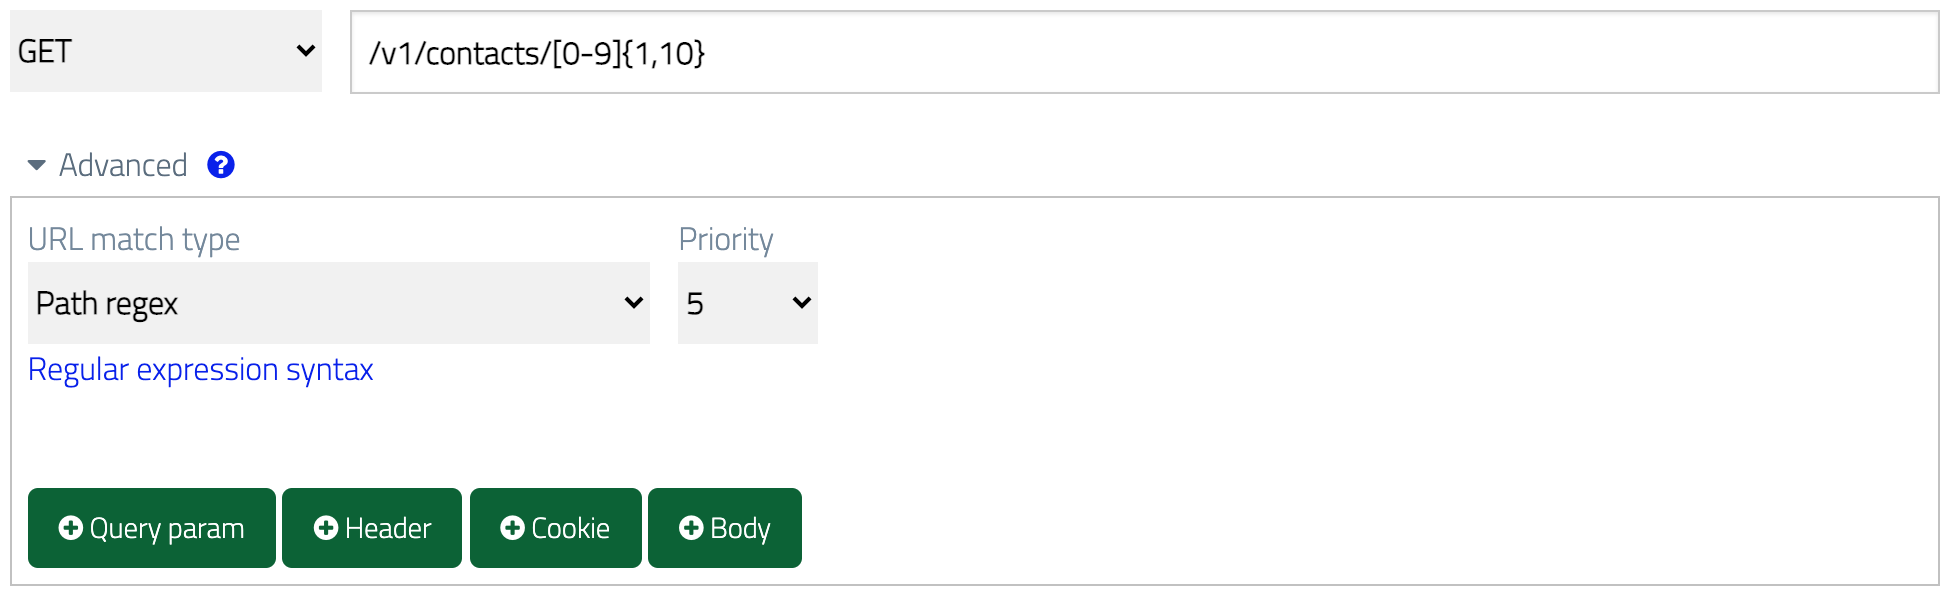 GET
/v1/contacts/[0-9]{1,10}
Advanced ?
URL match type
Priority
Path regex
5
Regular expression syntax
Query param
Header
Cookie
Body